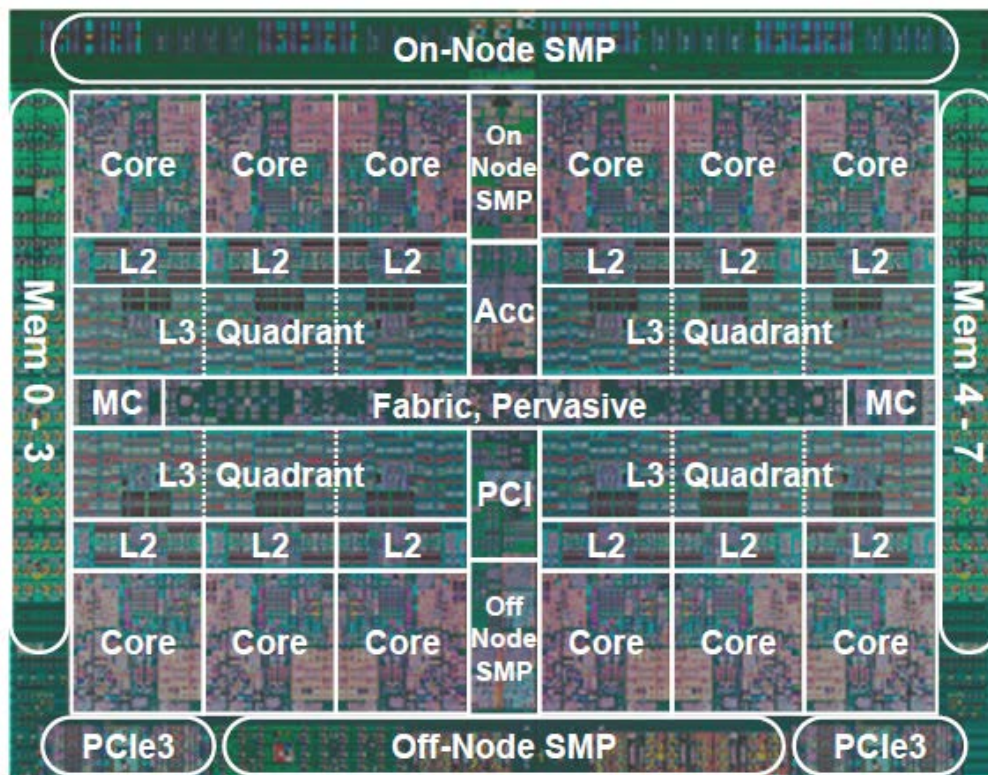 On-Node SMP
Core Core Core On Node SMP Core Core Core
L2 L2 L2 L2 L2 L2
L3 Quadrant Acc L3 Quadrant
Mem 0 - 3
Mem 4 - 7
MC Fabric, Pervasive MC
L3 Quadrant PCI L3 Quadrant
L2 L2 L2 L2 L2 L2
Core Core Core Off Node SMP Core Core Core
PCIe3 Off-Node SMP PCIe3